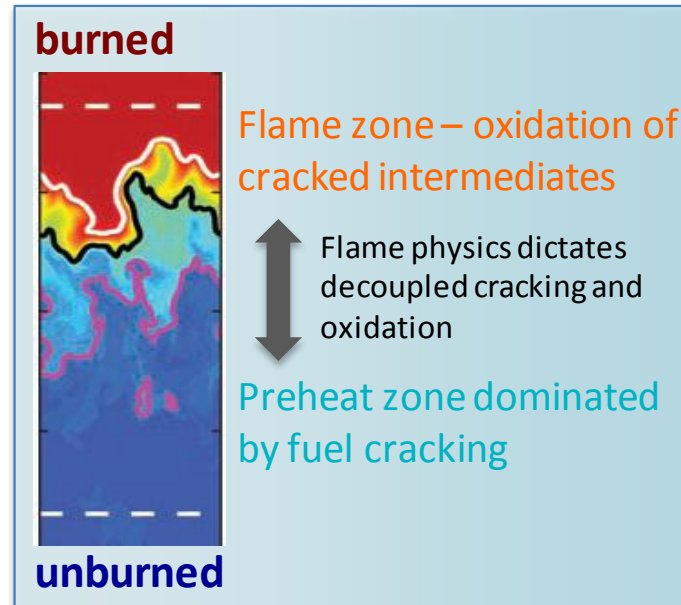 burned
Flame zone – oxidation of
cracked intermediates
Flame physics dictates
decoupled cracking and
oxidation
Preheat zone dominated
by fuel cracking
unburned